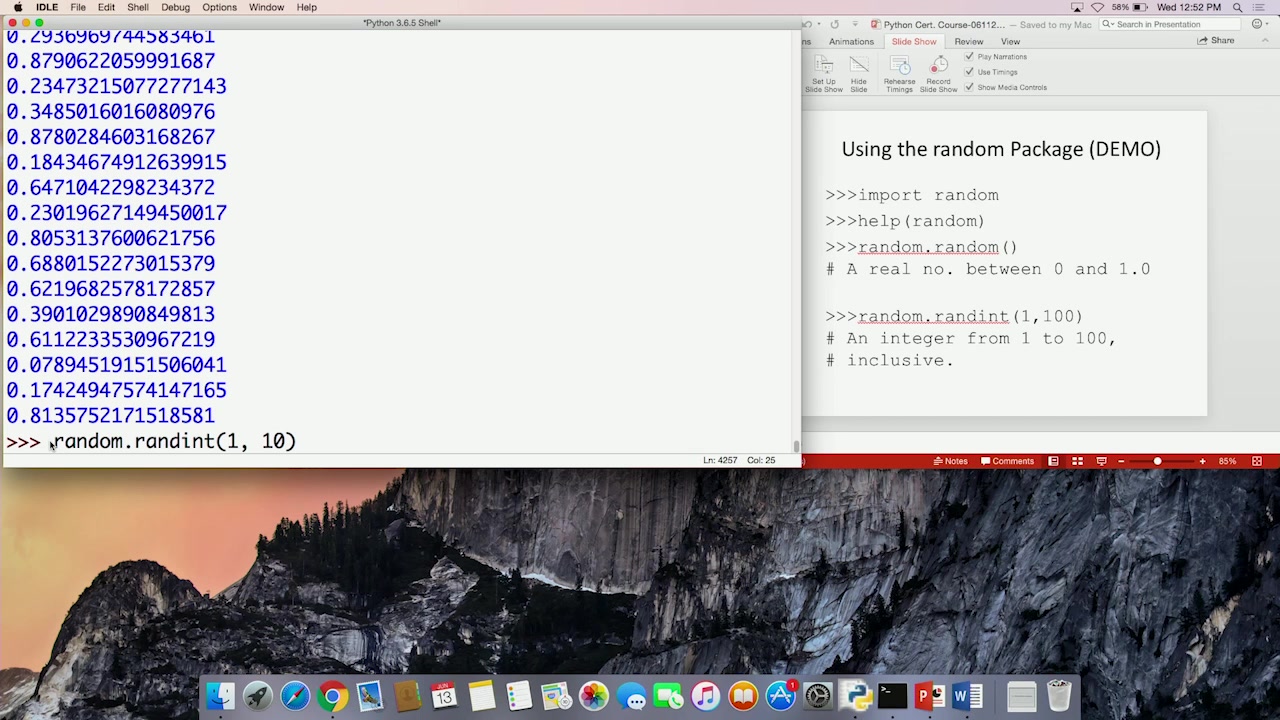 IDLE File Edit Shell Debug Options Window Help 58% Wed 12:52 PM
*Python 3.6.5 Shell*
0.29369697444583461
0.8790622059991687
0.23473215077277143
0.3485016016080976
0.8780284603168267
0.18434674912639915
0.6471042298234372
0.23019627149450017
0.8053137600621756
0.6880152273015379
0.6219682578172857
0.3901029890849813
0.6112233530967219
0.07894519151506041
0.17424947574147165
0.8135752171518581
>>> random.randint(1, 10)
Ln: 4257 Col: 25
Python Cert. Course-06112... — Saved to my Mac
Search in Presentation
ns Animations Slide Show Review View Share
Set Up Slide Show
Hide Slide
Rehearse Timings
Record Slide Show
Play Narrations
Use Timings
Show Media Controls
Using the random Package (DEMO)
>>>import random
>>>help(random)
>>>random.random()
# A real no. between 0 and 1.0
>>>random.randint(1,100)
# An integer from 1 to 100,
# inclusive.
Notes Comments 85%
JUN
13
1